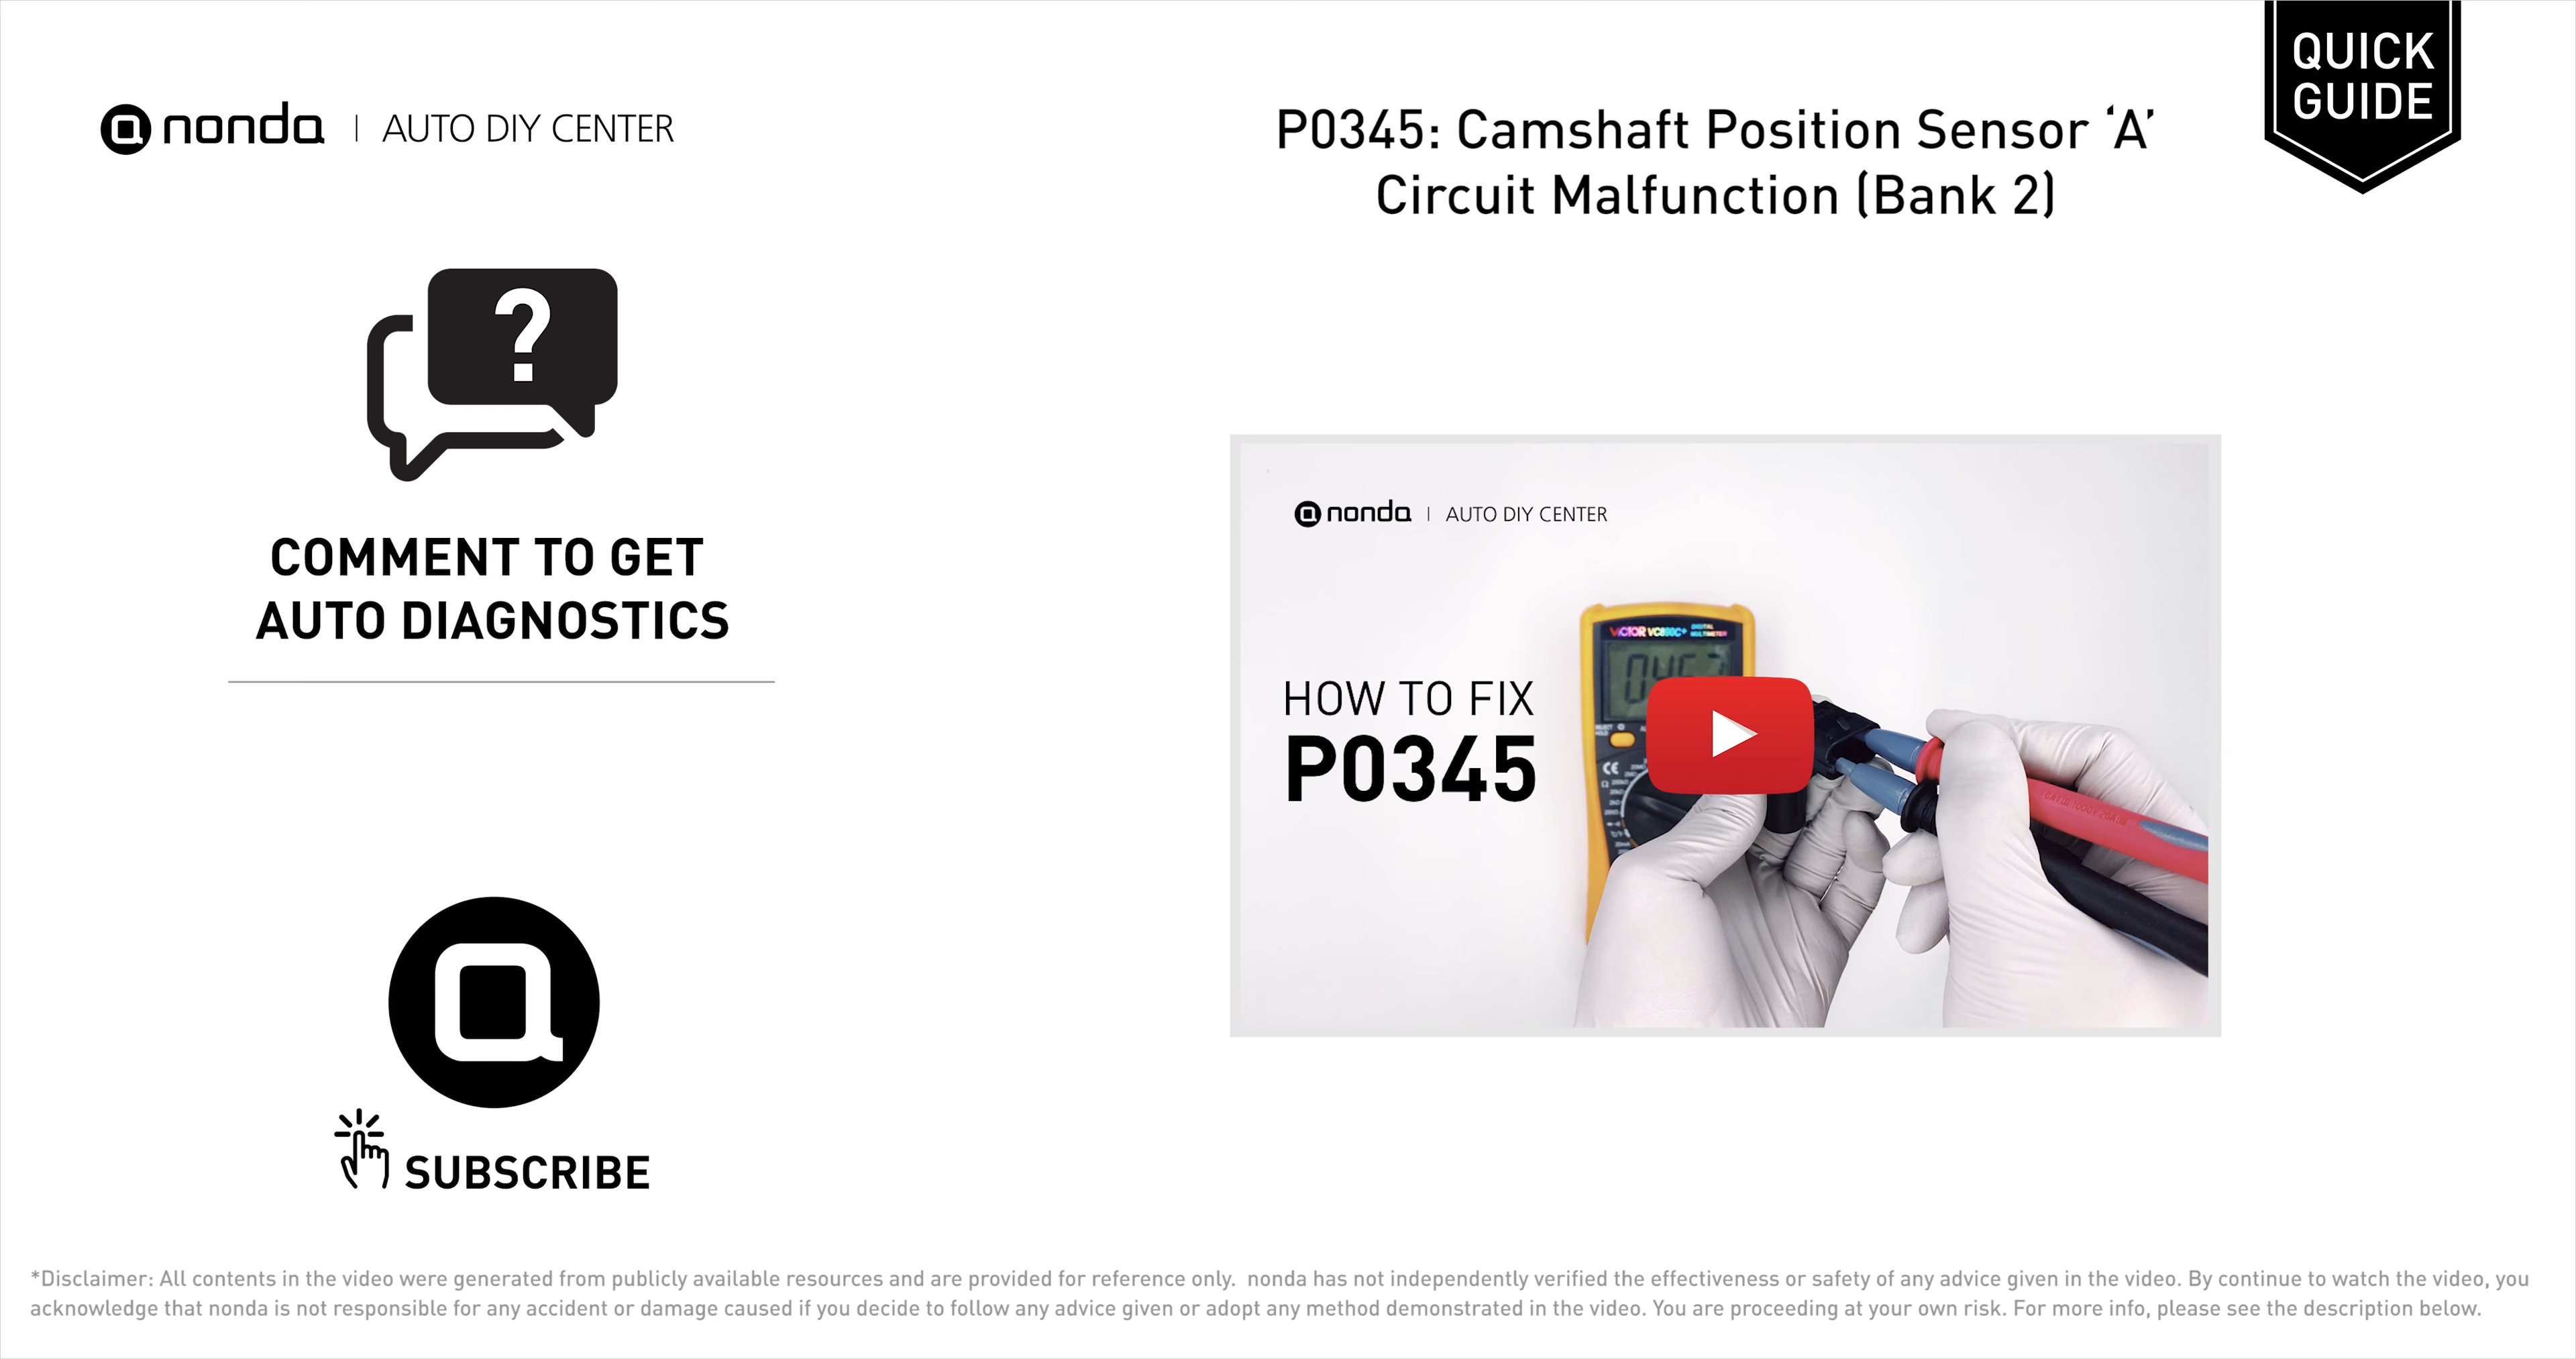 nonda | AUTO DIY CENTER
P0345: Camshaft Position Sensor ‘A’
Circuit Malfunction (Bank 2)
QUICK
GUIDE
?
COMMENT TO GET
AUTO DIAGNOSTICS
nonda | AUTO DIY CENTER
HOW TO FIX
P0345
VICTOR VC890C+ DIGITAL
MULTIMETER
SUBSCRIBE
*Disclaimer: All contents in the video were generated from publicly available resources and are provided for reference only. nonda has not independently verified the effectiveness or safety of any advice given in the video. By continue to watch the video, you
acknowledge that nonda is not responsible for any accident or damage caused if you decide to follow any advice given or adopt any method demonstrated in the video. You are proceeding at your own risk. For more info, please see the description below.